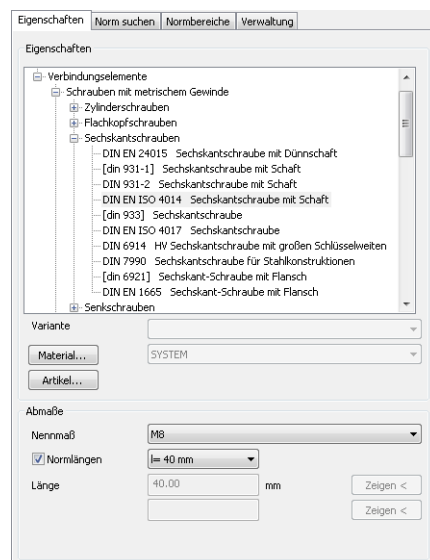 Eigenschaften Norm suchen Normbereiche Verwaltung
Eigenschaften
Verbindungselemente
Schrauben mit metrischem Gewinde
Zylinderschrauben
Flachkopfschrauben
Sechskantschrauben
DIN EN 24015 Sechskantschraube mit Dünnschaft
[din 931-1] Sechskantschraube mit Schaft
DIN 931-2 Sechskantschraube mit Schaft
DIN EN ISO 4014 Sechskantschraube mit Schaft
[din 933] Sechskantschraube
DIN EN ISO 4017 Sechskantschraube
DIN 6914 HV Sechskantschraube mit großen Schlüsselweiten
DIN 7990 Sechskantschraube für Stahlkonstruktionen
[din 6921] Sechskant-Schraube mit Flansch
DIN EN 1665 Sechskant-Schraube mit Flansch
Senkschrauben
Variante
Material... SYSTEM
Artikel...
Abmaße
Nennmaß M8
Normlängen l= 40 mm
Länge 40.00 mm Zeigen <
Zeigen <